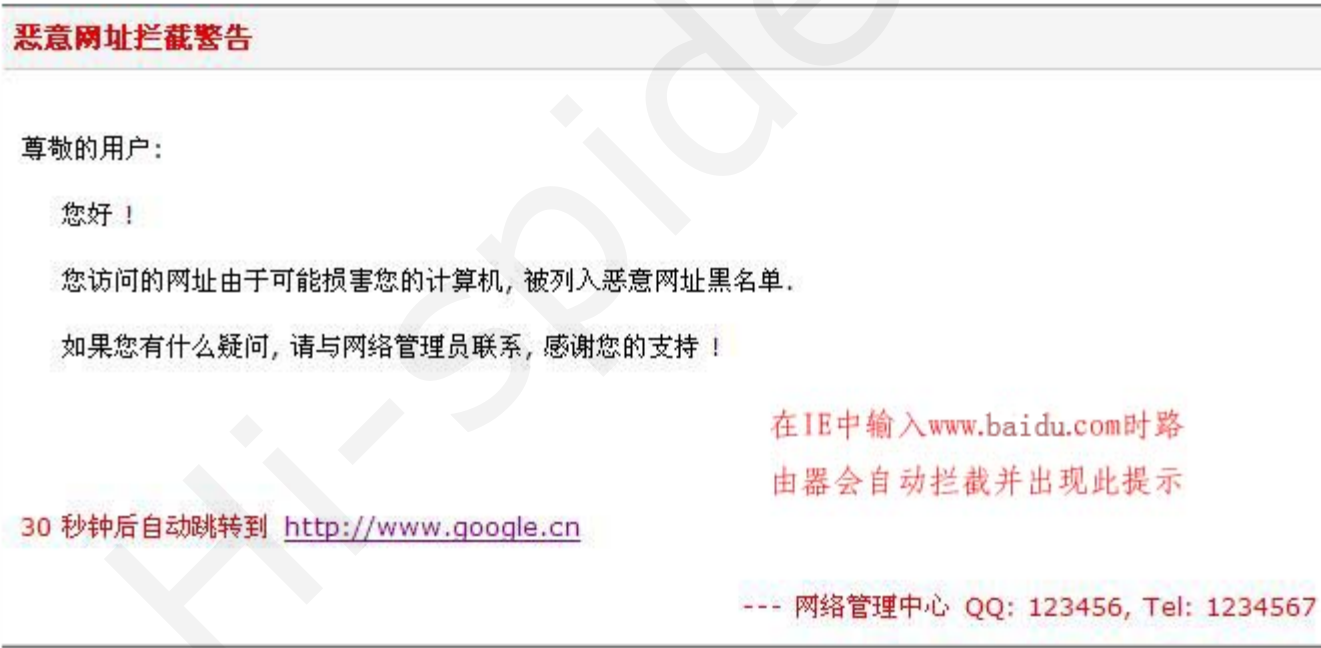 恶意网址拦截警告
尊敬的用户:
您好 !
您访问的网址由于可能损害您的计算机, 被列入恶意网址黑名单.
如果您有什么疑问, 请与网络管理员联系, 感谢您的支持 !
在IE中输入www.baidu.com时路
由器会自动拦截并出现此提示
30 秒钟后自动跳转到 http://www.google.cn
--- 网络管理中心 QQ: 123456, Tel: 1234567
Hi-spide